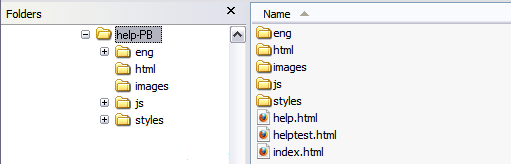 Folders
help-PB
eng
html
images
js
styles
Name
eng
html
images
js
styles
help.html
helptest.html
index.html